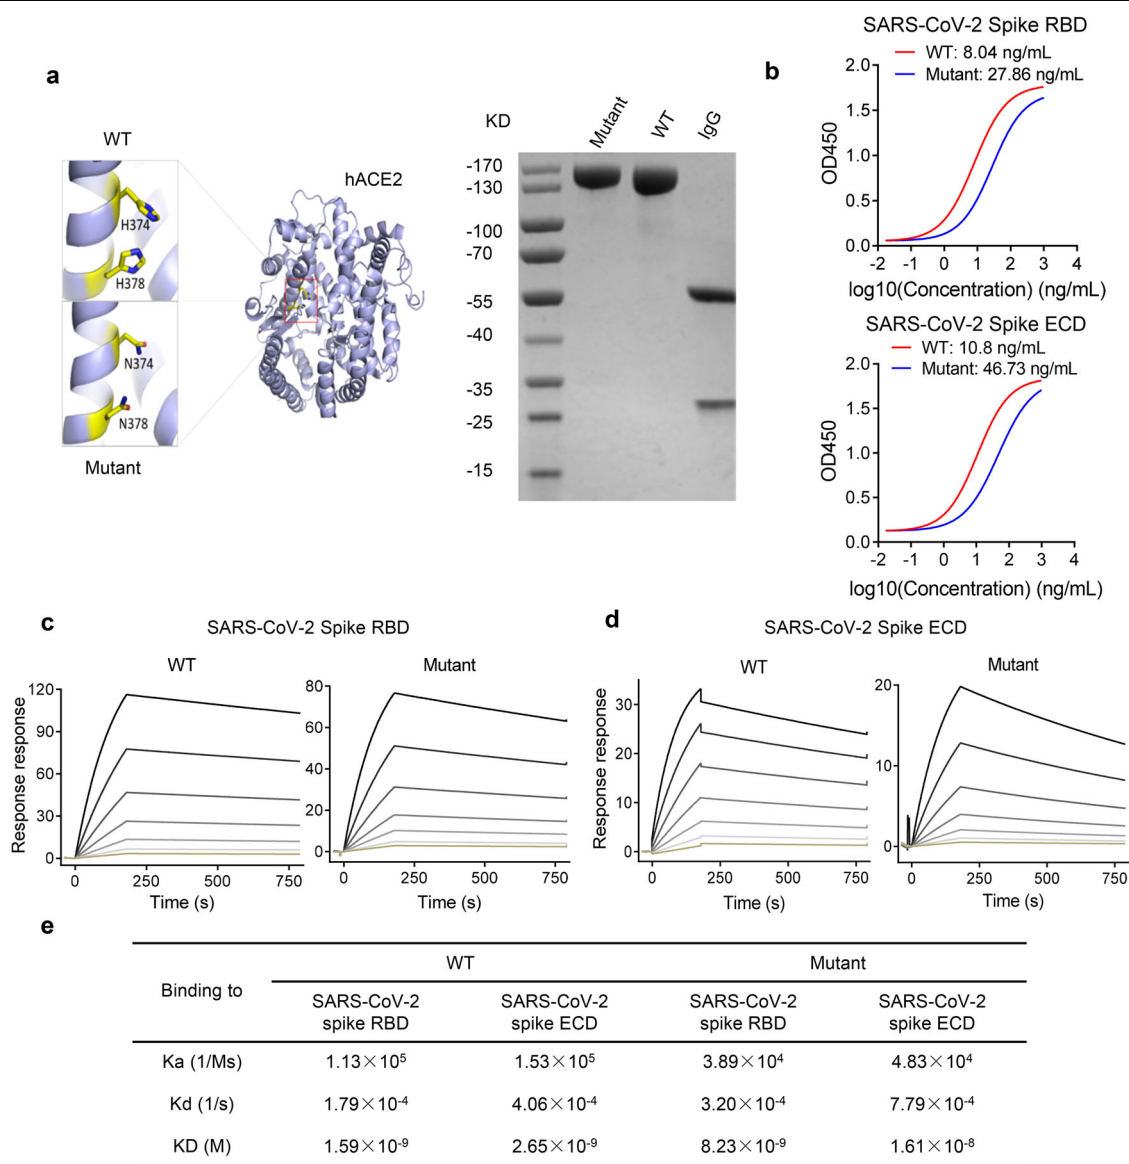 a
WT
H374
H378
N374
N378
Mutant
hACE2
KD
Mutant
WT
IgG
-170
-130
-100
-70
-55
-40
-35
-25
-15
b
SARS-CoV-2 Spike RBD
WT: 8.04 ng/mL
Mutant: 27.86 ng/mL
OD450
2.0
1.5
1.0
0.5
0.0
-2 -1 0 1 2 3 4
log10(Concentration) (ng/mL)
SARS-CoV-2 Spike ECD
WT: 10.8 ng/mL
Mutant: 46.73 ng/mL
OD450
2.0
1.5
1.0
0.5
0.0
-2 -1 0 1 2 3 4
log10(Concentration) (ng/mL)
c
SARS-CoV-2 Spike RBD
WT
Response response
120
90
60
30
0
0 250 500 750
Time (s)
Mutant
80
60
40
20
0
0 250 500 750
Time (s)
d
SARS-CoV-2 Spike ECD
WT
Response response
30
20
10
0
0 250 500 750
Time (s)
Mutant
20
10
0
0 250 500 750
Time (s)
e
Binding to
WT Mutant
SARS-CoV-2 SARS-CoV-2 SARS-CoV-2 SARS-CoV-2
spike RBD spike ECD spike RBD spike ECD
Ka (1/Ms) 1.13×10⁵ 1.53×10⁵ 3.89×10⁴ 4.83×10⁴
Kd (1/s) 1.79×10⁻⁴ 4.06×10⁻⁴ 3.20×10⁻⁴ 7.79×10⁻⁴
KD (M) 1.59×10⁻⁹ 2.65×10⁻⁹ 8.23×10⁻⁹ 1.61×10⁻⁸